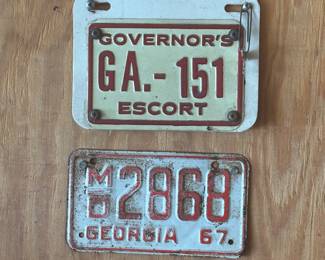 GOVERNOR'S
GA.- 151
ESCORT
MD 2868
GEORGIA 67